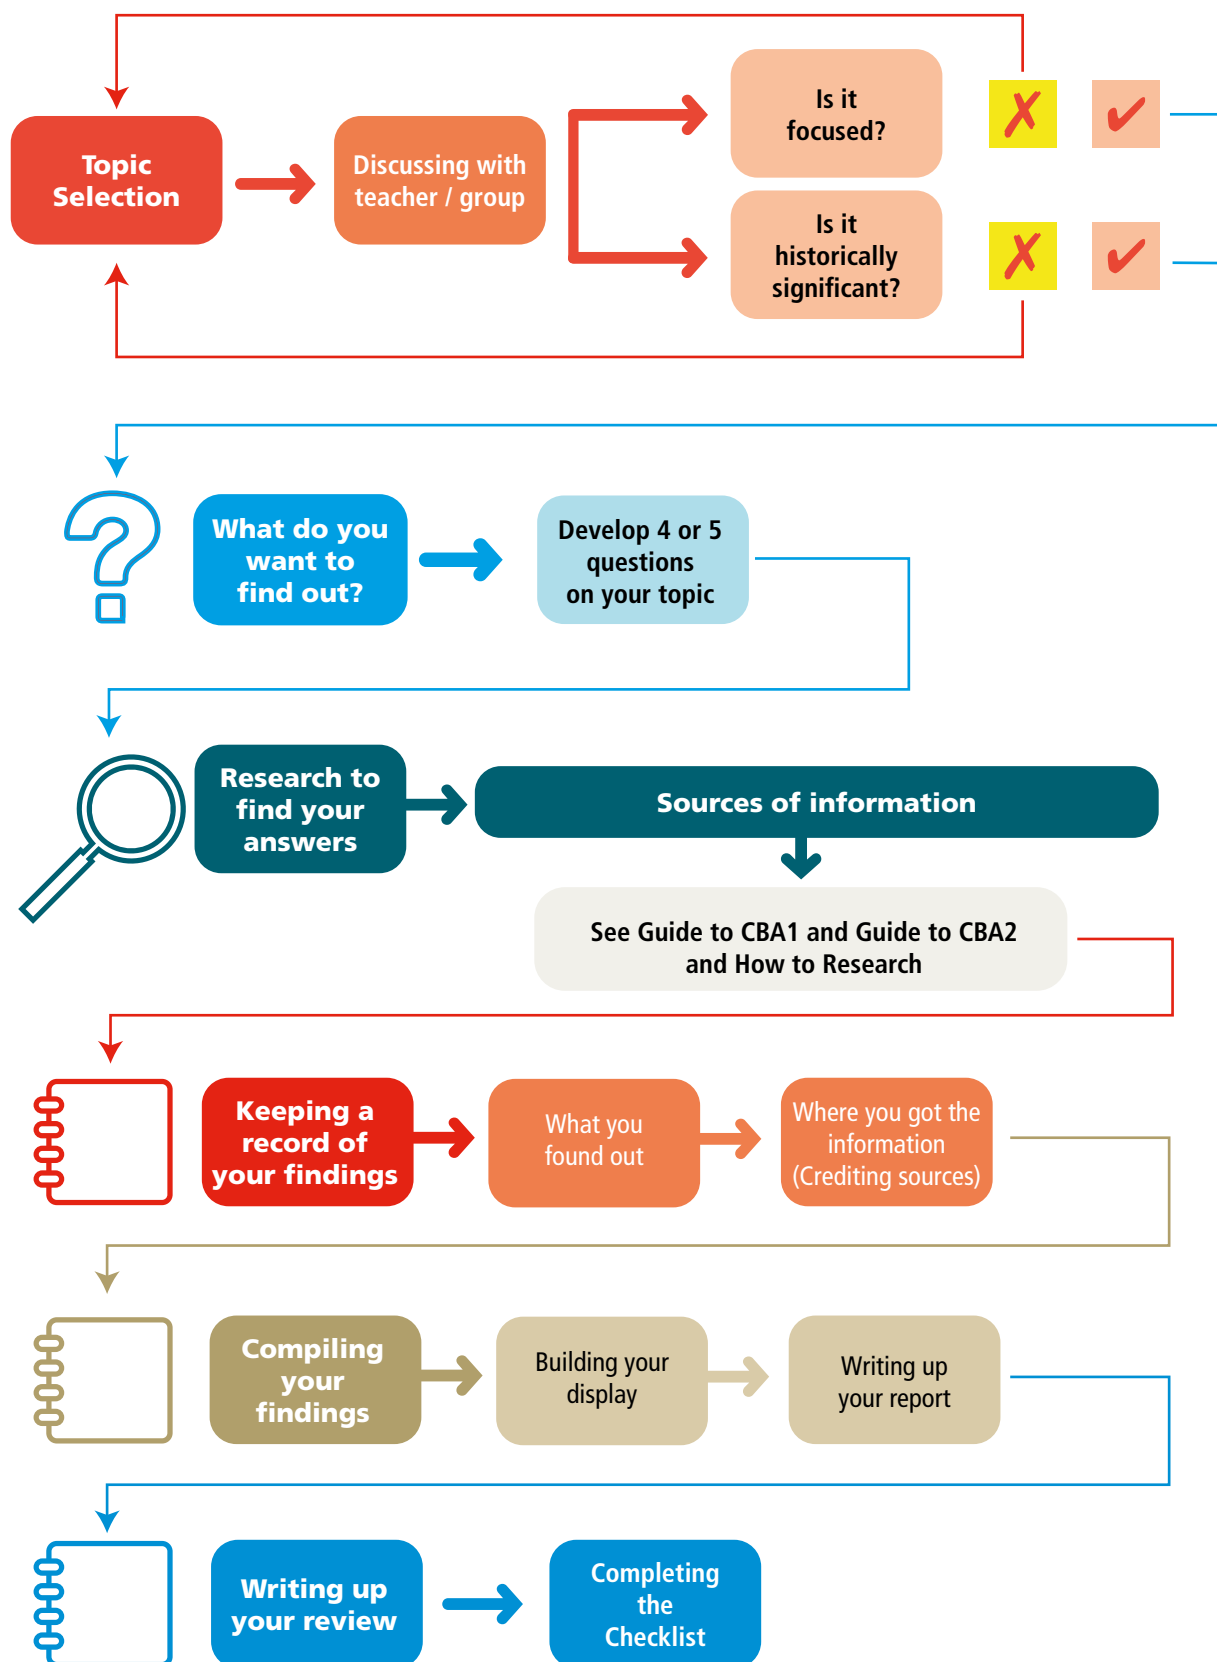 Topic
Selection
Discussing with
teacher / group
Is it
focused?
✗
✔
Is it
historically
significant?
✗
✔
?
What do you
want to
find out?
Develop 4 or 5
questions
on your topic
Research to
find your
answers
Sources of information
See Guide to CBA1 and Guide to CBA2
and How to Research
Keeping a
record of
your findings
What you
found out
Where you got the
information
(Crediting sources)
Compiling
your
findings
Building your
display
Writing up
your report
Writing up
your review
Completing
the
Checklist